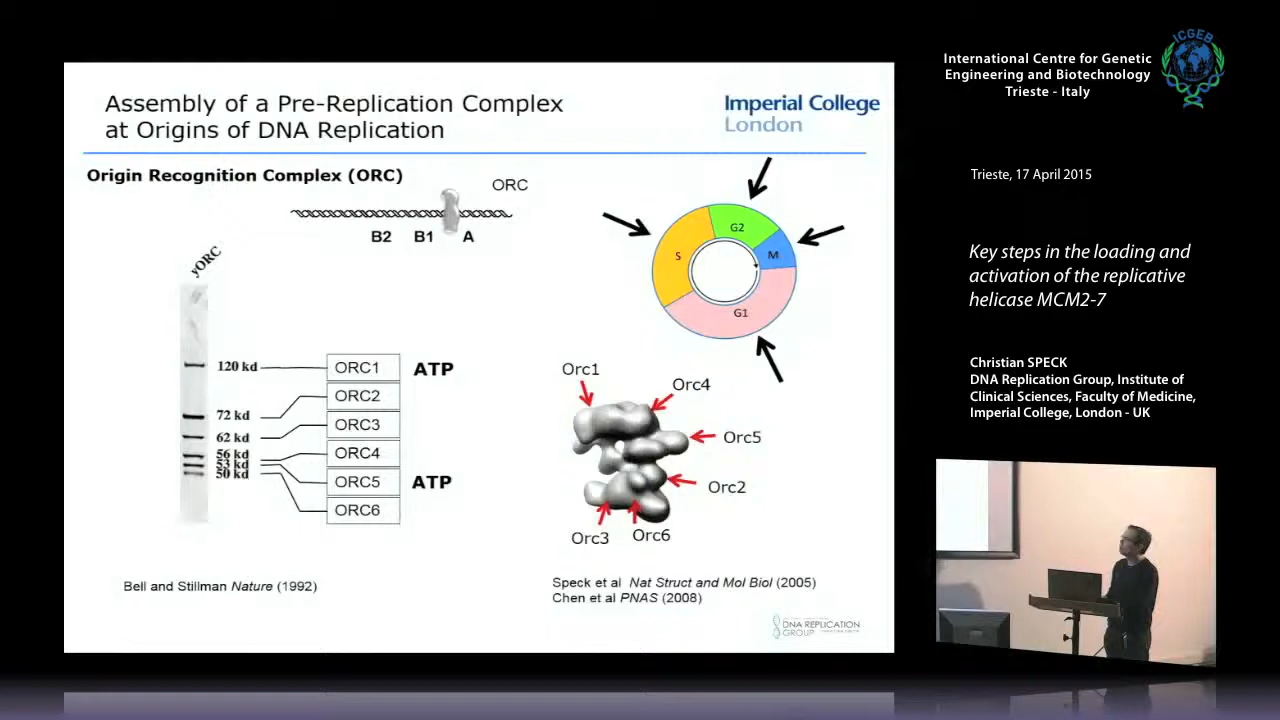 Assembly of a Pre-Replication Complex
at Origins of DNA Replication
Imperial College
London
Origin Recognition Complex (ORC)
ORC
B2 B1 A
yORC
120 kd
72 kd
62 kd
56 kd
53 kd
50 kd
ORC1
ORC2
ORC3
ORC4
ORC5
ORC6
ATP
ATP
G2
M
S
G1
Orc1
Orc4
Orc5
Orc2
Orc3
Orc6
Bell and Stillman Nature (1992)
Speck et al Nat Struct and Mol Biol (2005)
Chen et al PNAS (2008)
DNA REPLICATION
GROUP
International Centre for Genetic
Engineering and Biotechnology
Trieste - Italy
ICGEB
Trieste, 17 April 2015
Key steps in the loading and
activation of the replicative
helicase MCM2-7
Christian SPECK
DNA Replication Group, Institute of
Clinical Sciences, Faculty of Medicine,
Imperial College, London - UK